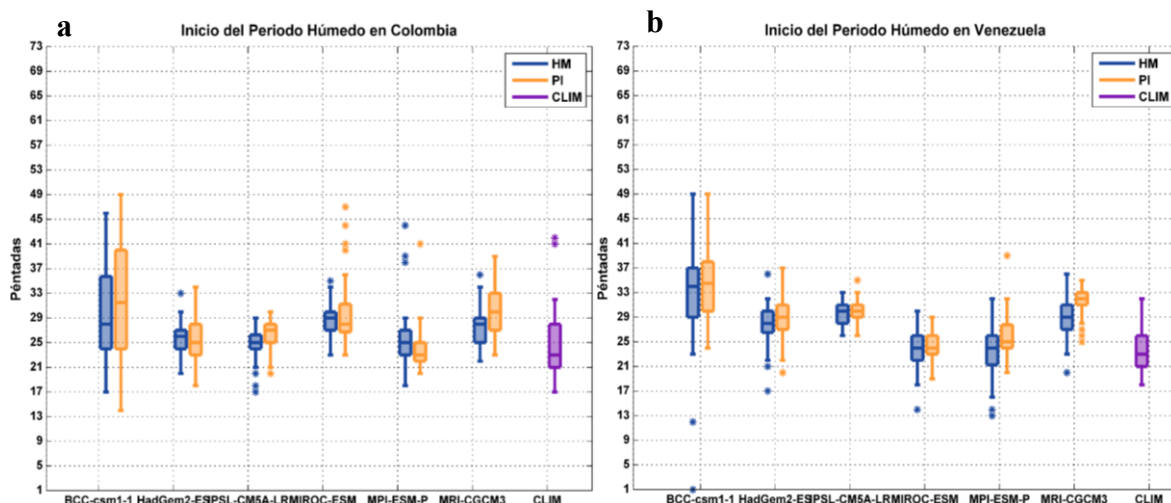 a
Inicio del Periodo Húmedo en Colombia
73
69
65
61
57
53
49
45
41
37
33
29
25
21
17
13
9
5
1
Péntadas
HM
PI
CLIM
BCC-csm1-1 HadGem2-ES IPSL-CM5A-LR MIROC-ESM MPI-ESM-P MRI-CGCM3 CLIM
b
Inicio del Periodo Húmedo en Venezuela
73
69
65
61
57
53
49
45
41
37
33
29
25
21
17
13
9
5
1
Péntadas
HM
PI
CLIM
BCC-csm1-1 HadGem2-ES IPSL-CM5A-LR MIROC-ESM MPI-ESM-P MRI-CGCM3 CLIM